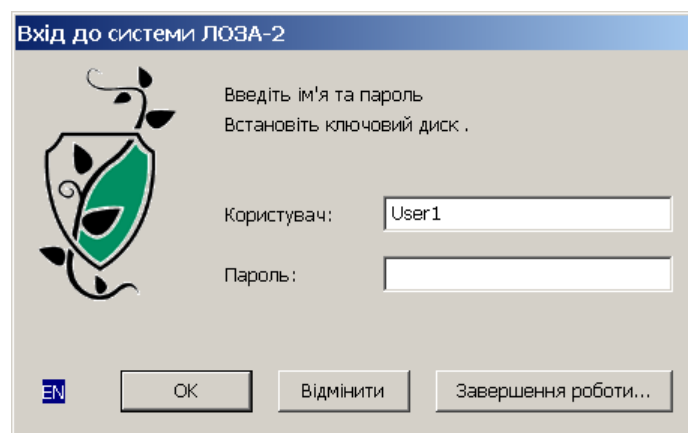 Вхід до системи ЛОЗА-2
Введіть ім'я та пароль
Встановіть ключовий диск .
Користувач: User1
Пароль:
EN OK Відмінити Завершення роботи...